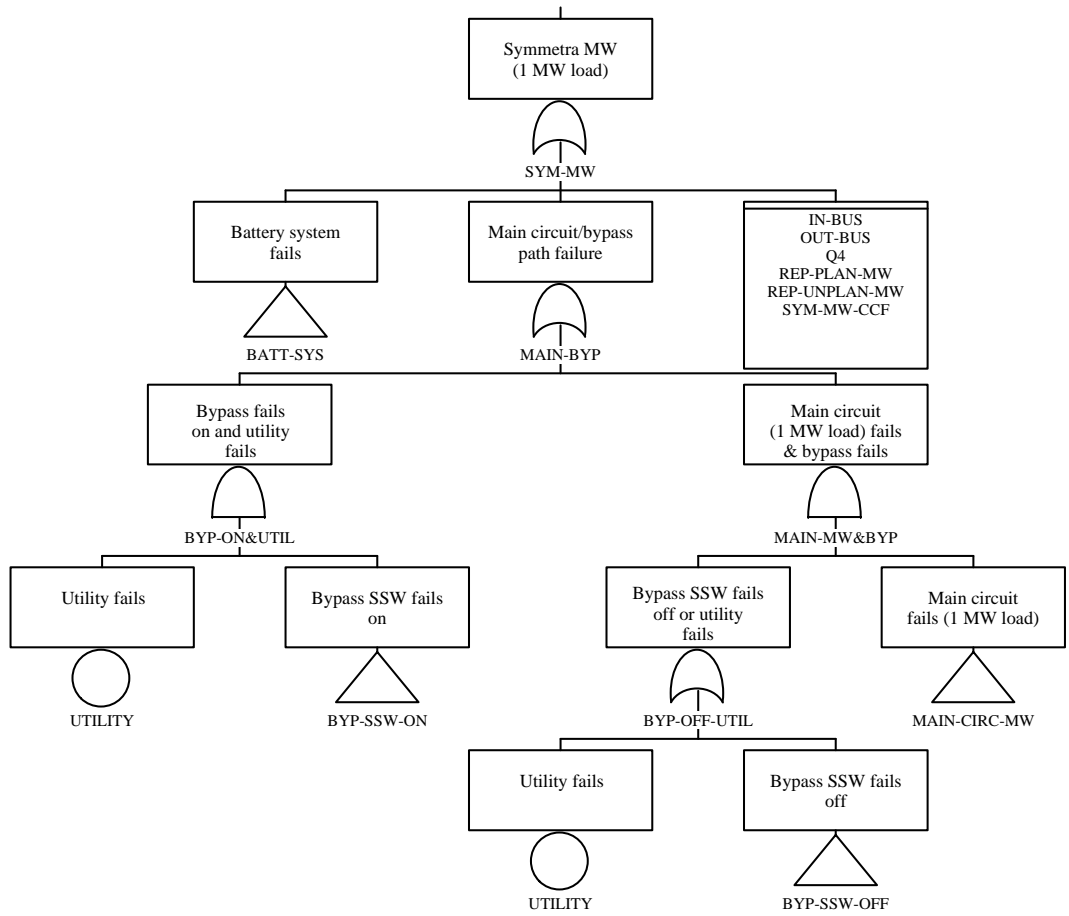 Symmetra MW
(1 MW load)
SYM-MW
Battery system
fails
BATT-SYS
Main circuit/bypass
path failure
MAIN-BYP
IN-BUS
OUT-BUS
Q4
REP-PLAN-MW
REP-UNPLAN-MW
SYM-MW-CCF
Bypass fails
on and utility
fails
BYP-ON&UTIL
Main circuit
(1 MW load) fails
& bypass fails
MAIN-MW&BYP
Utility fails
UTILITY
Bypass SSW fails
on
BYP-SSW-ON
Bypass SSW fails
off or utility
fails
BYP-OFF-UTIL
Main circuit
fails (1 MW load)
MAIN-CIRC-MW
Utility fails
UTILITY
Bypass SSW fails
off
BYP-SSW-OFF